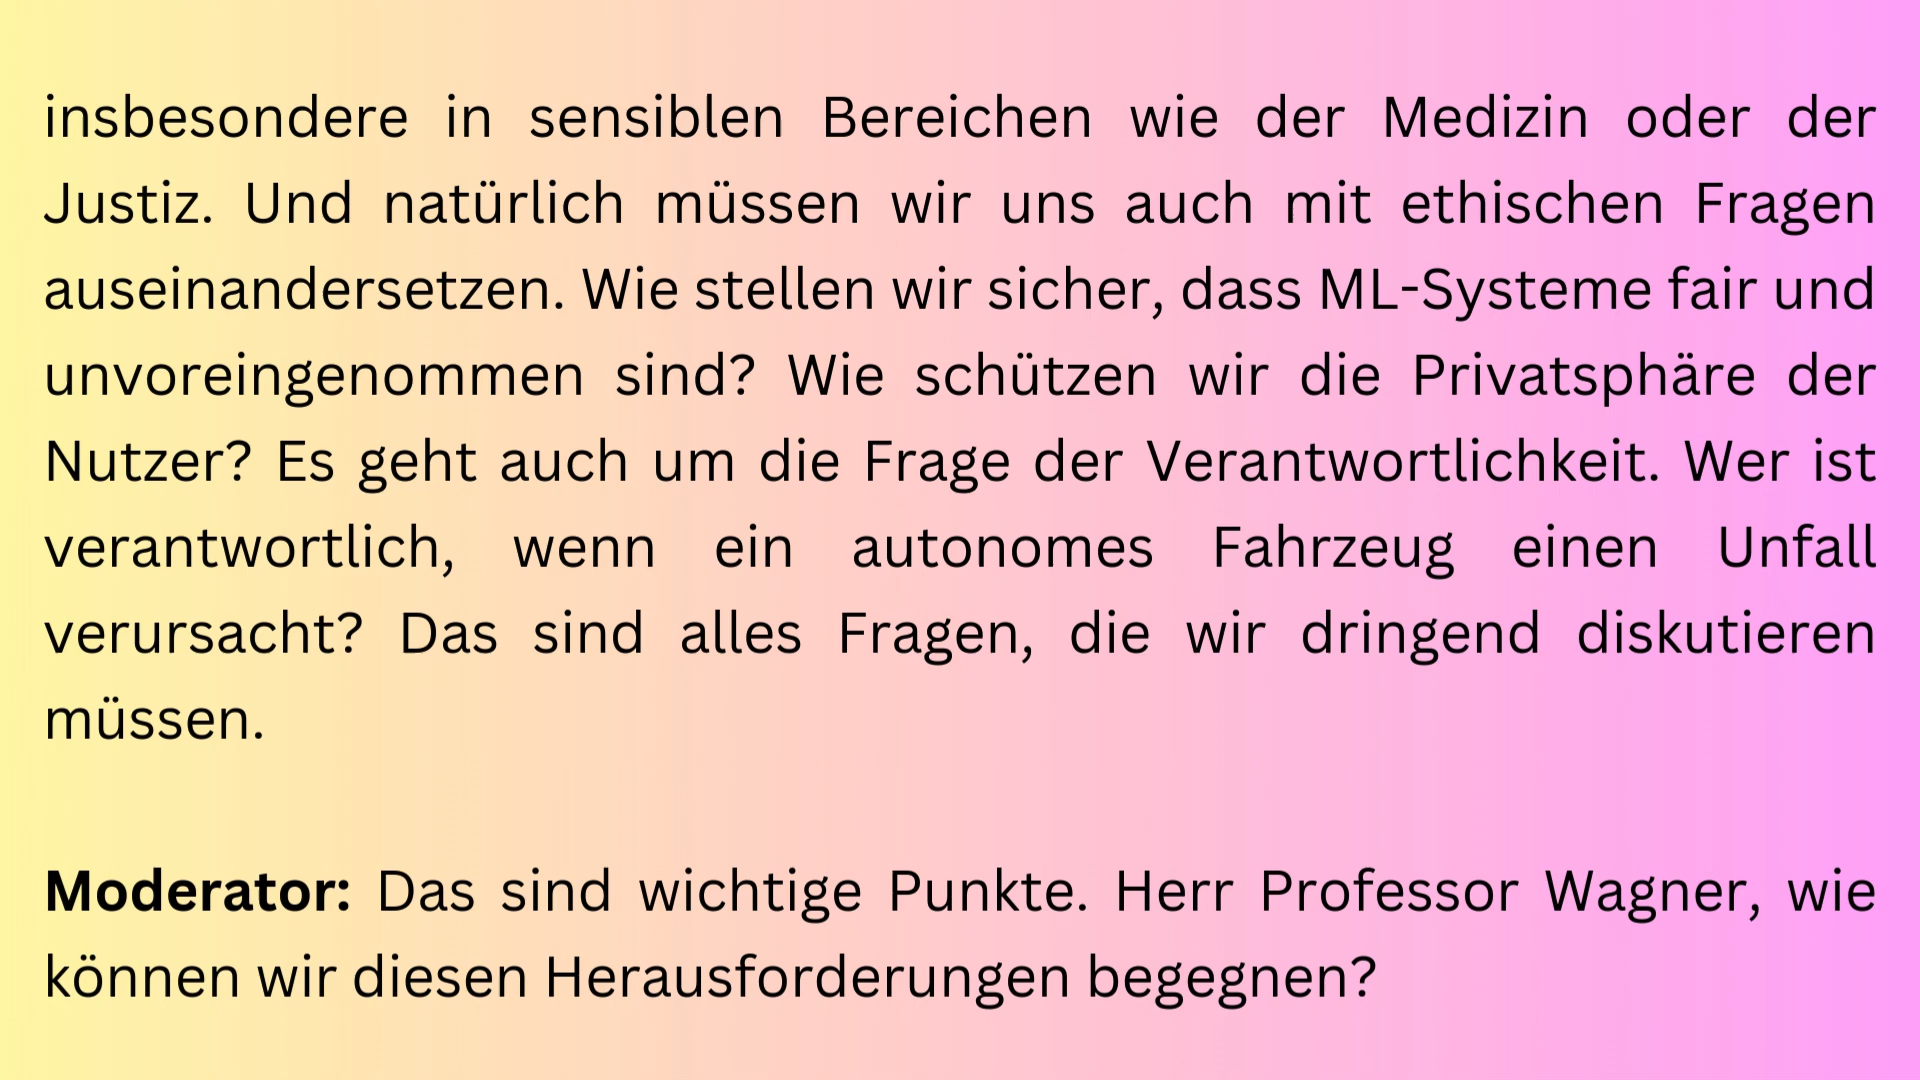 insbesondere in sensiblen Bereichen wie der Medizin oder der
Justiz. Und natürlich müssen wir uns auch mit ethischen Fragen
auseinandersetzen. Wie stellen wir sicher, dass ML-Systeme fair und
unvoreingenommen sind? Wie schützen wir die Privatsphäre der
Nutzer? Es geht auch um die Frage der Verantwortlichkeit. Wer ist
verantwortlich, wenn ein autonomes Fahrzeug einen Unfall
verursacht? Das sind alles Fragen, die wir dringend diskutieren
müssen.
Moderator: Das sind wichtige Punkte. Herr Professor Wagner, wie
können wir diesen Herausforderungen begegnen?